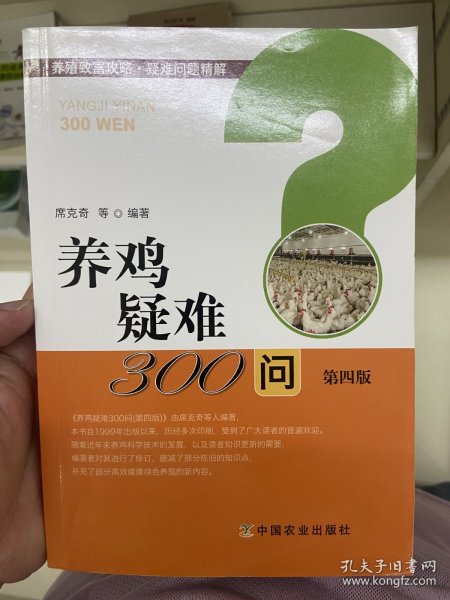 养殖致富攻略·疑难问题精解
YANGJI YINAN
300 WEN
席克奇 等◎编著
养鸡
疑难
300问 第四版
《养鸡疑难300问(第四版)》由席克奇等人编著,
本书自1999年出版以来,历经多次印刷,受到了广大读者的普遍欢迎。
随着近年来养鸡科学技术的发展,以及读者知识更新的需要,
编著者对其进行了修订,删减了部分陈旧的知识点,
补充了部分高效健康绿色养殖的新内容。
中国农业出版社
孔夫子旧书网
www.kongfz.com